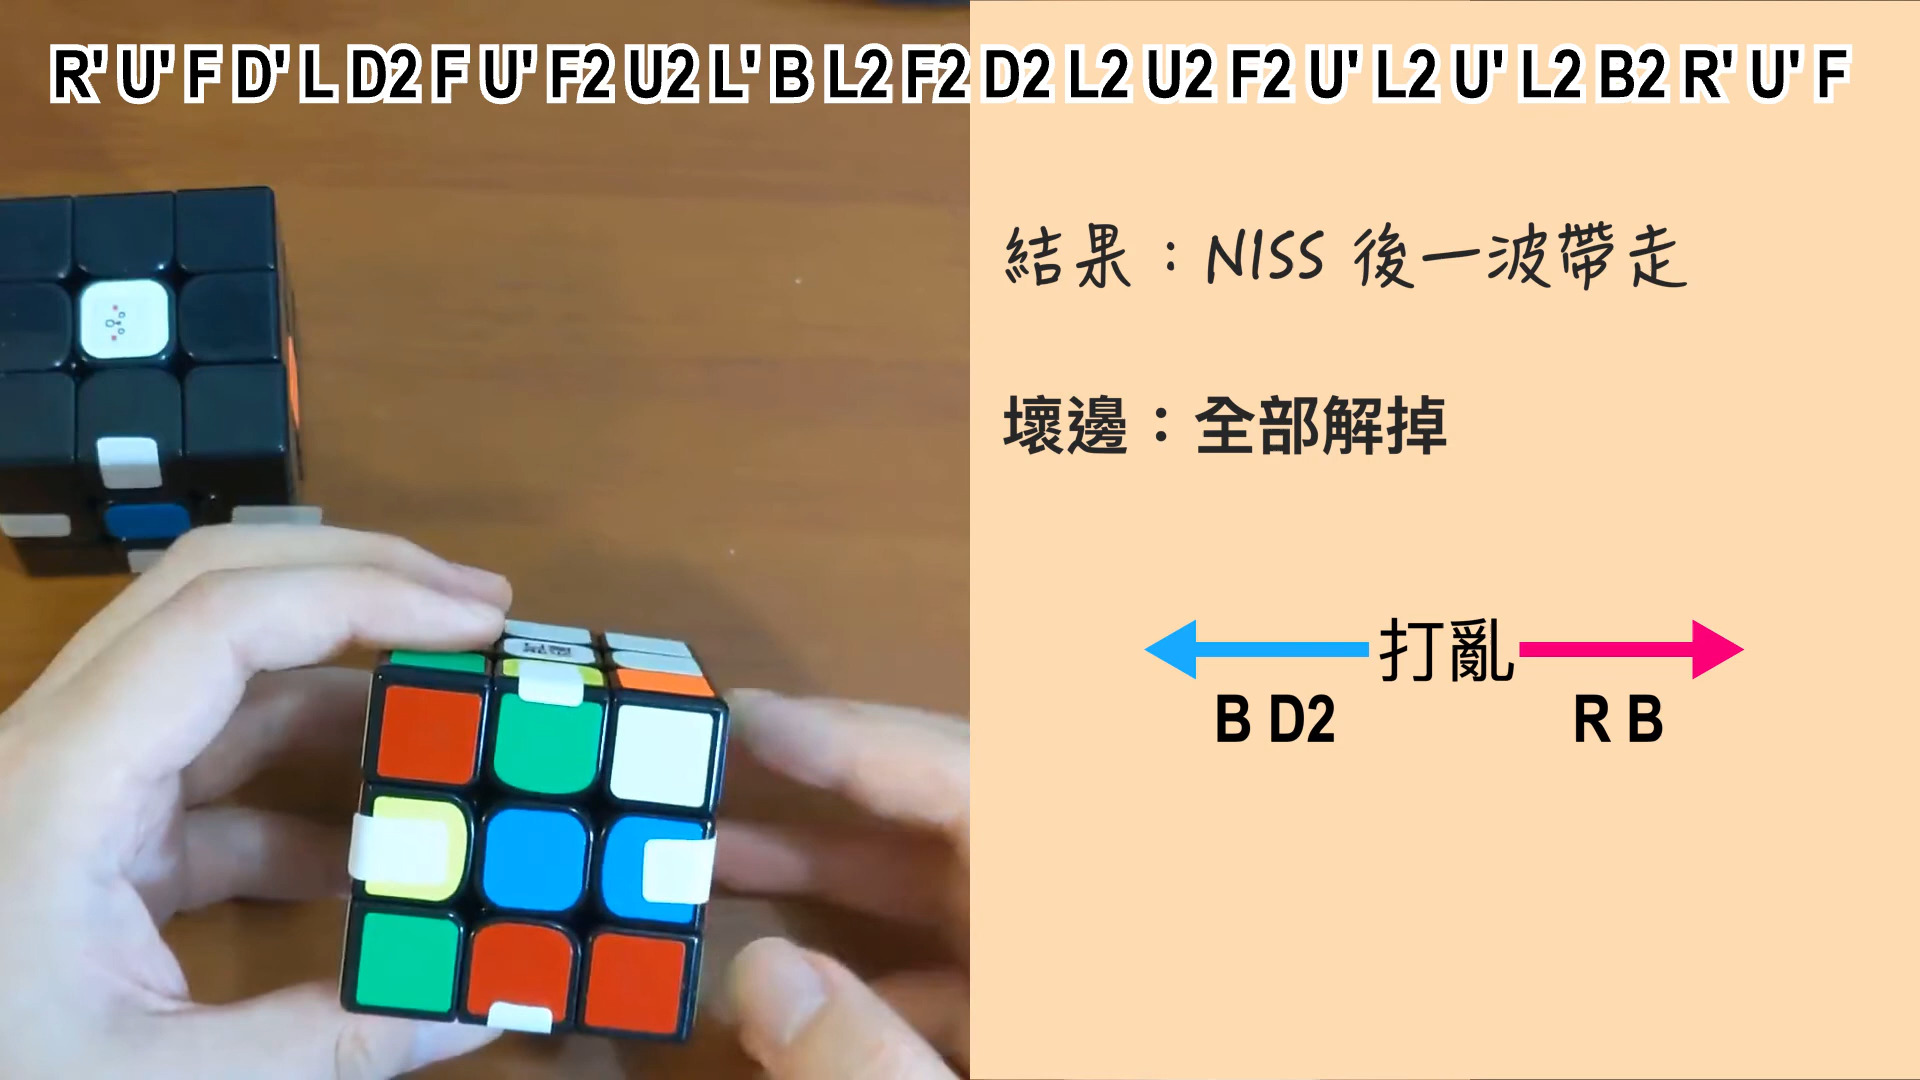 R' U' F D' L D2 F U' F2 U2 L' B L2 F2 D2 L2 U2 F2 U' L2 U' L2 B2 R' U' F
結果：NISS 後一波帶走
壞邊：全部解掉
打亂
B D2 R B